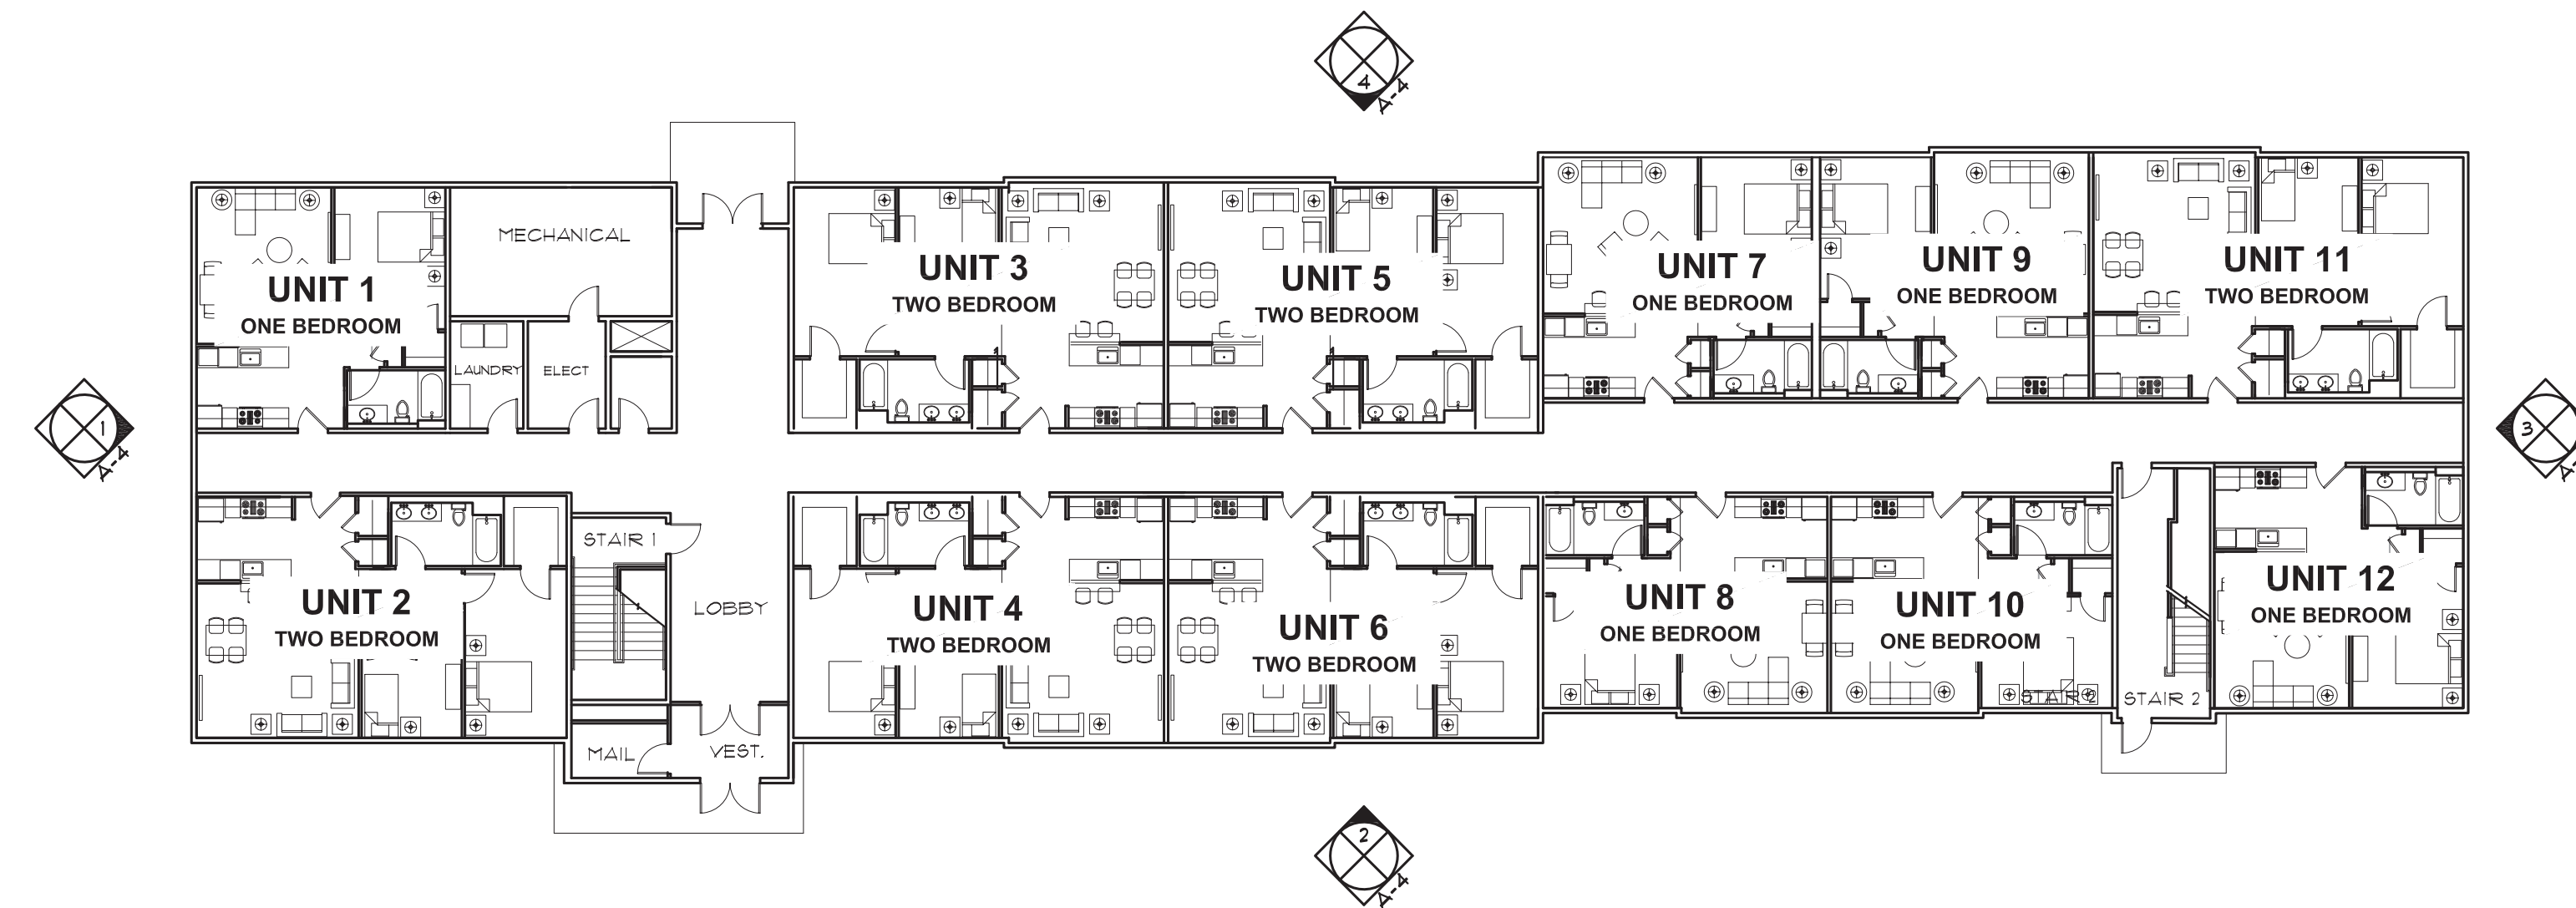 4
A-4
MECHANICAL
UNIT 1
ONE BEDROOM
LAUNDRY
ELECT
UNIT 3
TWO BEDROOM
UNIT 5
TWO BEDROOM
UNIT 7
ONE BEDROOM
UNIT 9
ONE BEDROOM
UNIT 11
TWO BEDROOM
1
A-4
3
UNIT 2
TWO BEDROOM
STAIR 1
LOBBY
MAIL
VEST.
UNIT 4
TWO BEDROOM
UNIT 6
TWO BEDROOM
UNIT 8
ONE BEDROOM
UNIT 10
ONE BEDROOM
STAIR 2
STAIR 2
UNIT 12
ONE BEDROOM
2
A-4